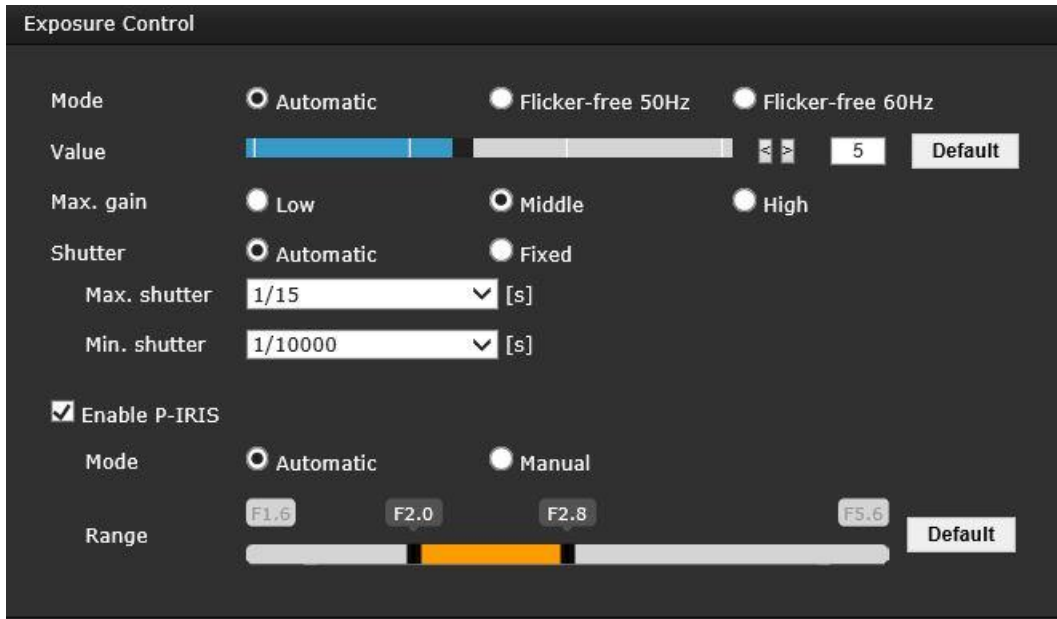 Exposure Control
Mode Automatic Flicker-free 50Hz Flicker-free 60Hz
Value < > 5 Default
Max. gain Low Middle High
Shutter Automatic Fixed
Max. shutter 1/15 [s]
Min. shutter 1/10000 [s]
Enable P-IRIS
Mode Automatic Manual
F1.6 F2.0 F2.8 F5.6
Range Default